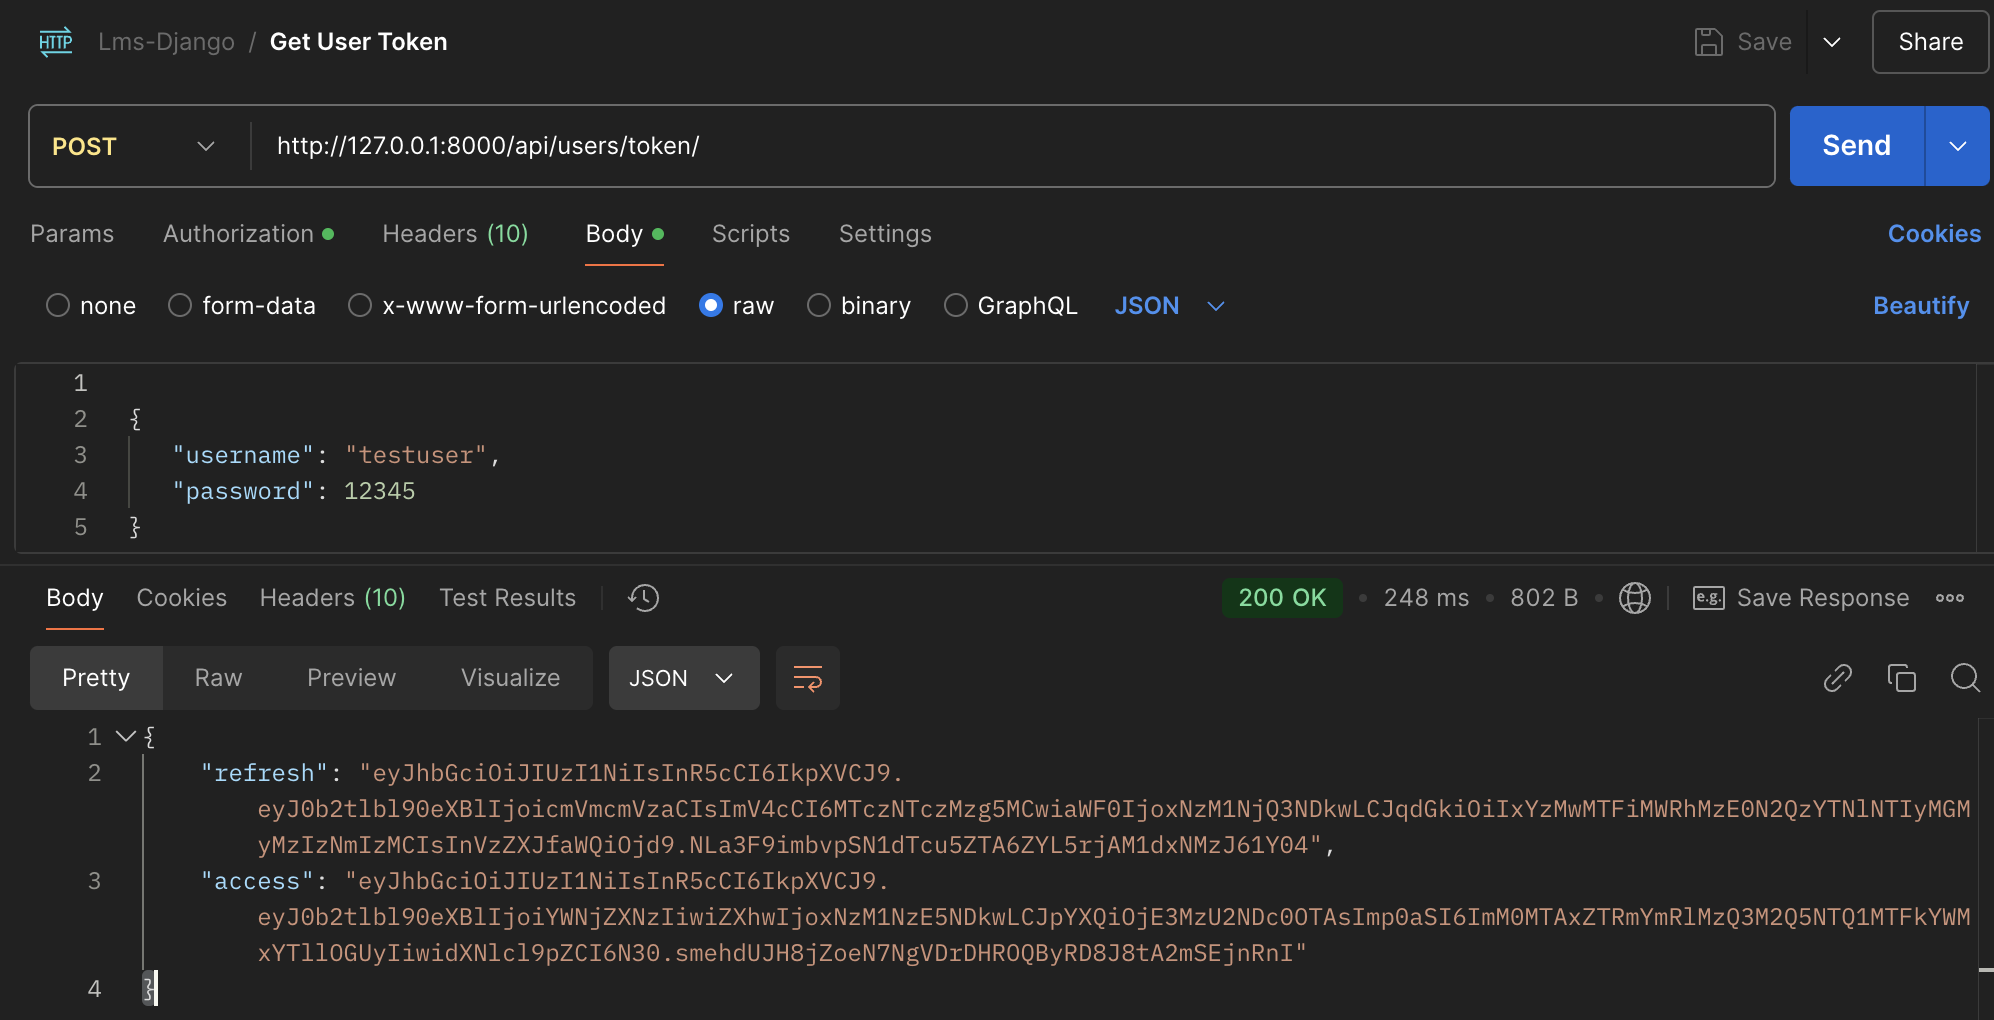 HTTP Lms-Django / Get User Token Save Share
POST http://127.0.0.1:8000/api/users/token/ Send
Params Authorization Headers (10) Body Scripts Settings Cookies
none form-data x-www-form-urlencoded raw binary GraphQL JSON Beautify
1
2 {
3 "username": "testuser",
4 "password": 12345
5 }
Body Cookies Headers (10) Test Results 200 OK • 248 ms • 802 B • e.g. Save Response
Pretty Raw Preview Visualize JSON
1 {
2 "refresh": "eyJhbGciOiJIUzI1NiIsInR5cCI6IkpXVCJ9.
eyJ0b2tlbl90eXBlIjoicmVmcmVzaCIsImV4cCI6MTczNTczMzg5MCwiaWF0IjoxNzM1NjQ3NDkwLCJqdGkiOiIxYzMwMTFiMWRhMzE0N2QzYTNlNTIyMGM
yMzIzNmIzMCIsInVzZXJfaWQiOjd9.NLa3F9imbvpSN1dTcu5ZTA6ZYL5rjAM1dxNMzJ61Y04",
3 "access": "eyJhbGciOiJIUzI1NiIsInR5cCI6IkpXVCJ9.
eyJ0b2tlbl90eXBlIjoiYWNjZXNzIiwiZXhwIjoxNzM1NzE5NDkwLCJpYXQiOjE3MzU2NDc0OTAsImp0aSI6ImM0MTAxZTRmYmRlMzQ3M2Q5NTQ1MTFkYWM
xYTllOGUyIiwidXNlcl9pZCI6N30.smehdUJH8jZoeN7NgVDrDHROQByRD8J8tA2mSEjnRnI"
4 }